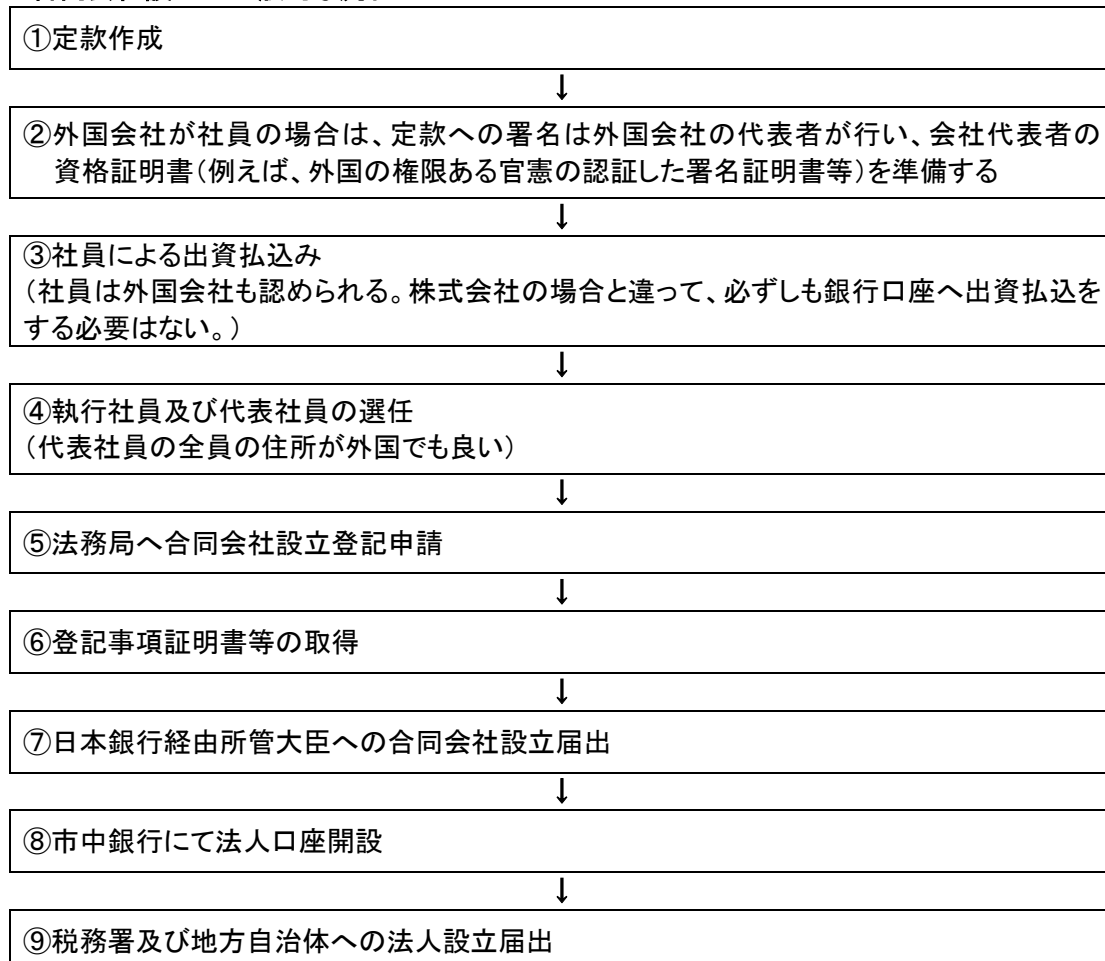 ①定款作成
↓
②外国会社が社員の場合は、定款への署名は外国会社の代表者が行い、会社代表者の
資格証明書(例えば、外国の権限ある官憲の認証した署名証明書等)を準備する
↓
③社員による出資払込み
(社員は外国会社も認められる。株式会社の場合と違って、必ずしも銀行口座へ出資払込を
する必要はない。)
↓
④執行社員及び代表社員の選任
(代表社員の全員の住所が外国でも良い)
↓
⑤法務局へ合同会社設立登記申請
↓
⑥登記事項証明書等の取得
↓
⑦日本銀行経由所管大臣への合同会社設立届出
↓
⑧市中銀行にて法人口座開設
↓
⑨税務署及び地方自治体への法人設立届出